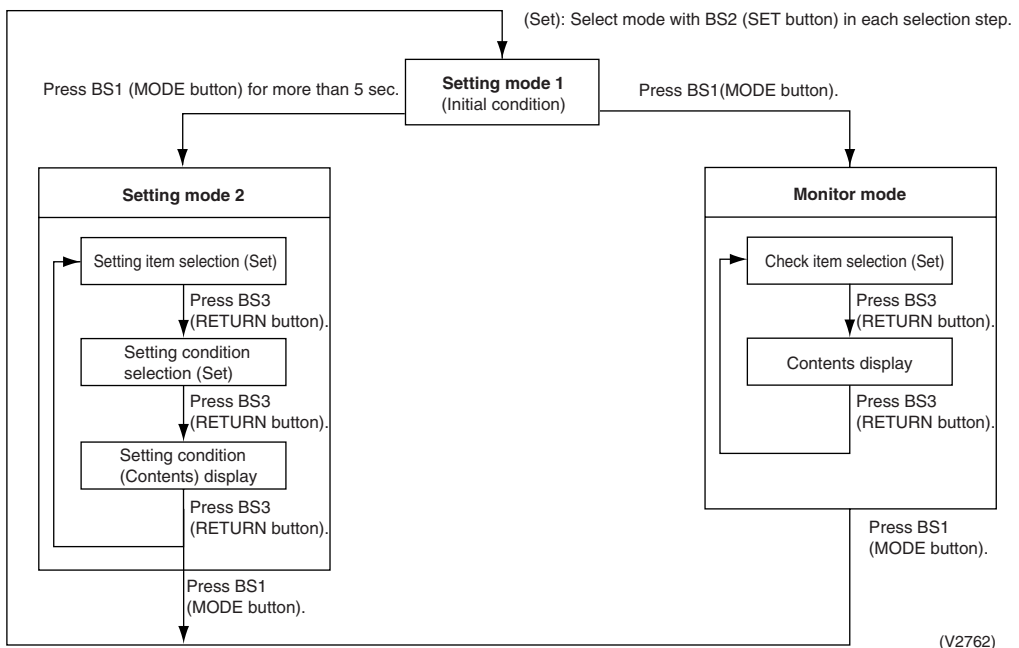 (Set): Select mode with BS2 (SET button) in each selection step.
Setting mode 1
(Initial condition)
Press BS1 (MODE button) for more than 5 sec.
Press BS1(MODE button).
Setting mode 2
Setting item selection (Set)
Press BS3
(RETURN button).
Setting condition
selection (Set)
Press BS3
(RETURN button).
Setting condition
(Contents) display
Press BS3
(RETURN button).
Press BS1
(MODE button).
Monitor mode
Check item selection (Set)
Press BS3
(RETURN button).
Contents display
Press BS3
(RETURN button).
Press BS1
(MODE button).
(V2762)